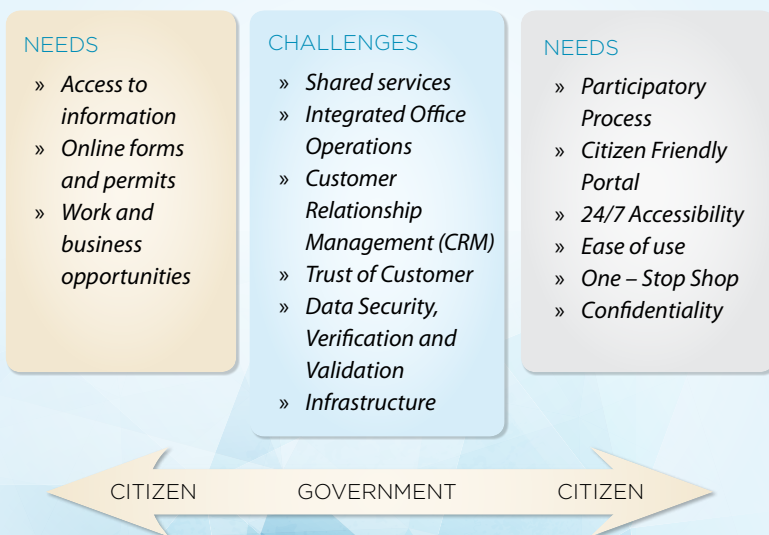 NEEDS
» Access to
information
» Online forms
and permits
» Work and
business
opportunities
CHALLENGES
» Shared services
» Integrated Office
Operations
» Customer
Relationship
Management (CRM)
» Trust of Customer
» Data Security,
Verification and
Validation
» Infrastructure
NEEDS
» Participatory
Process
» Citizen Friendly
Portal
» 24/7 Accessibility
» Ease of use
» One – Stop Shop
» Confidentiality
CITIZEN GOVERNMENT CITIZEN